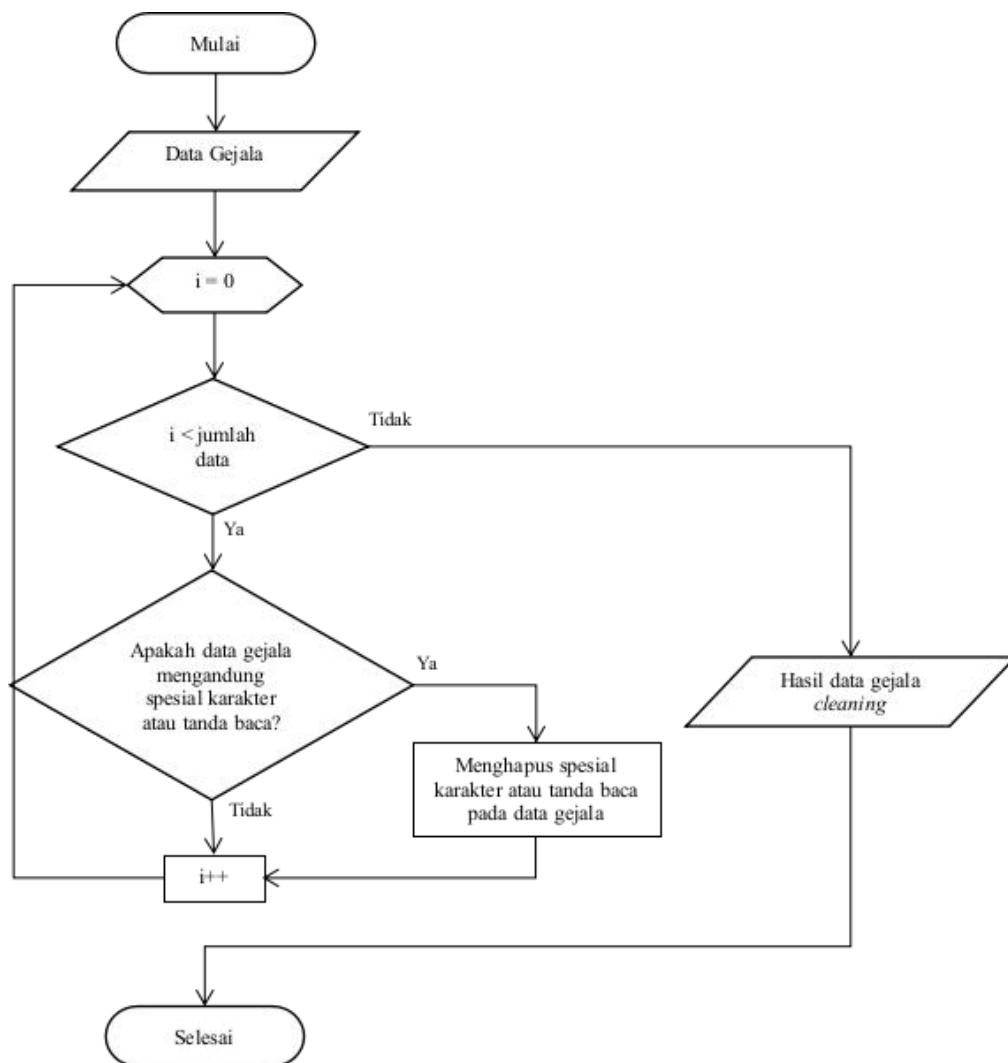 Mulai
Data Gejala
i = 0
i < jumlah
data
Tidak
Ya
Apakah data gejala
mengandung
spesial karakter
atau tanda baca?
Ya
Menghapus spesial
karakter atau tanda baca
pada data gejala
Tidak
i++
Hasil data gejala
cleaning
Selesai